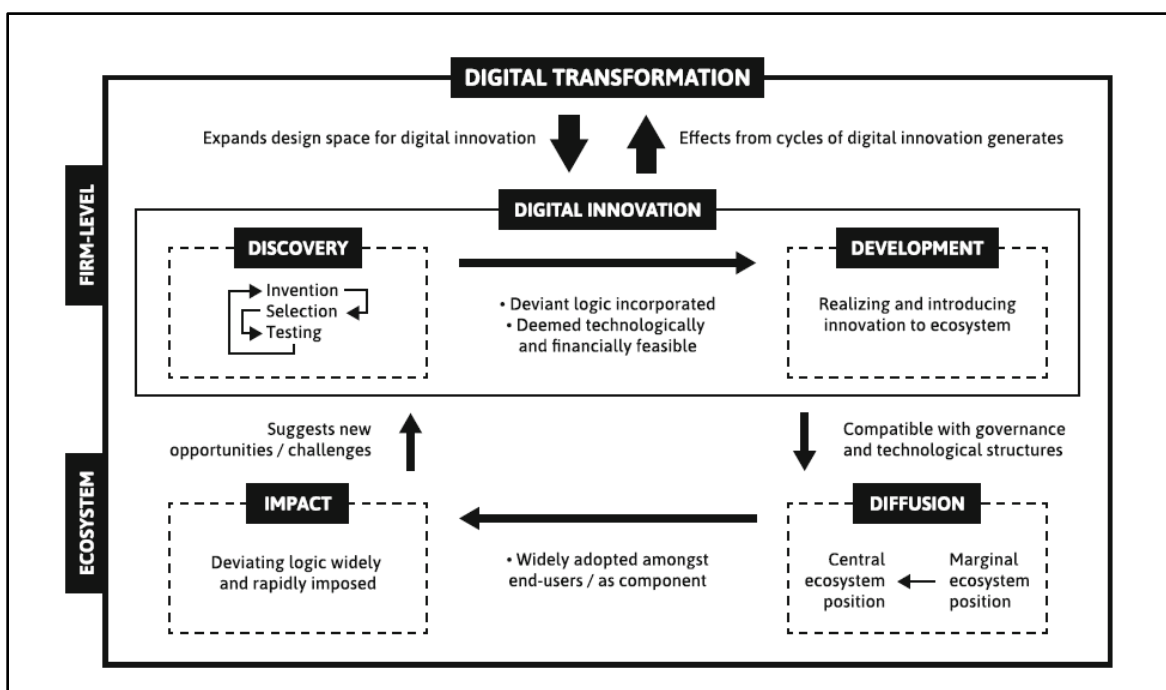 DIGITAL TRANSFORMATION
Expands design space for digital innovation
Effects from cycles of digital innovation generates
FIRM-LEVEL
DIGITAL INNOVATION
DISCOVERY
Invention
Selection
Testing
• Deviant logic incorporated
• Deemed technologically
and financially feasible
DEVELOPMENT
Realizing and introducing
innovation to ecosystem
Suggests new
opportunities / challenges
Compatible with governance
and technological structures
ECOSYSTEM
IMPACT
Deviating logic widely
and rapidly imposed
• Widely adopted amongst
end-users / as component
DIFFUSION
Central
ecosystem
position
Marginal
ecosystem
position